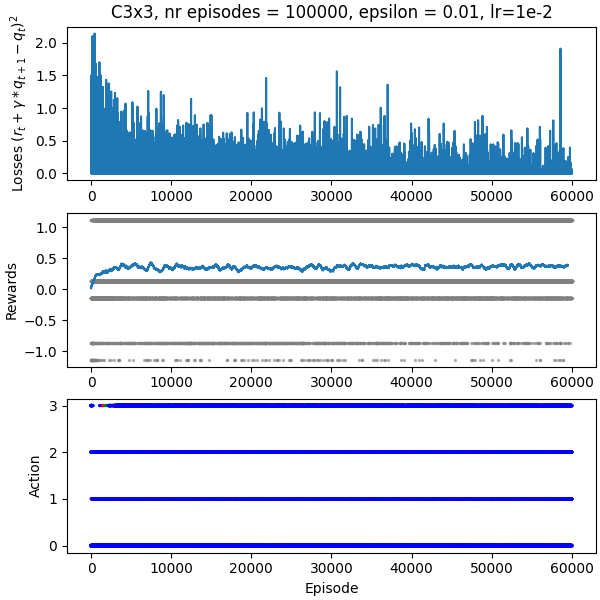 C3x3, nr episodes = 100000, epsilon = 0.01, lr=1e-2
Losses $(r_t + \gamma * q_{t+1} - q_t)^2$
2.0
1.5
1.0
0.5
0.0
0 10000 20000 30000 40000 50000 60000
Rewards
1.0
0.5
0.0
−0.5
−1.0
0 10000 20000 30000 40000 50000 60000
Action
3
2
1
0
0 10000 20000 30000 40000 50000 60000
Episode